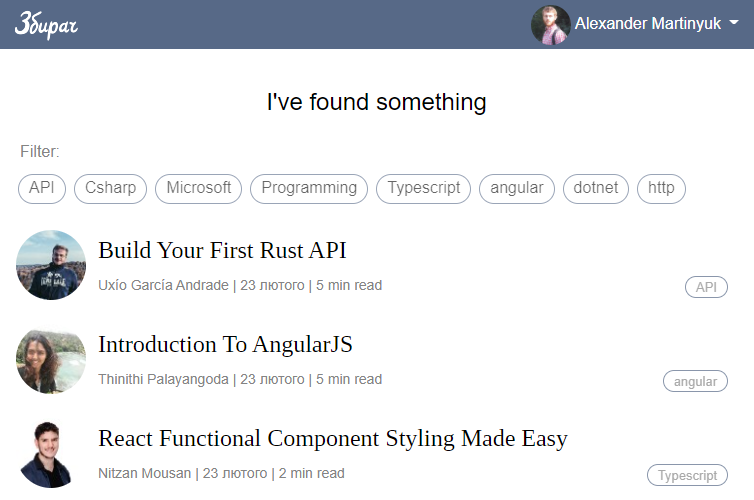 Збирач
Alexander Martinyuk
I've found something
Filter:
API Csharp Microsoft Programming Typescript angular dotnet http
Build Your First Rust API
Uxío García Andrade | 23 лютого | 5 min read
API
Introduction To AngularJS
Thinithi Palayangoda | 23 лютого | 5 min read
angular
React Functional Component Styling Made Easy
Nitzan Mousan | 23 лютого | 2 min read
Typescript